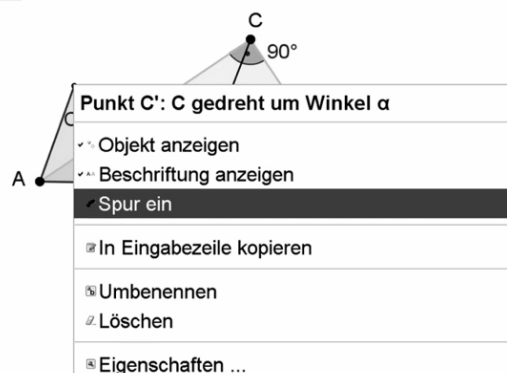 C
90°
Punkt C': C gedreht um Winkel α
Objekt anzeigen
A
Beschriftung anzeigen
Spur ein
In Eingabezeile kopieren
Umbenennen
Löschen
Eigenschaften ...